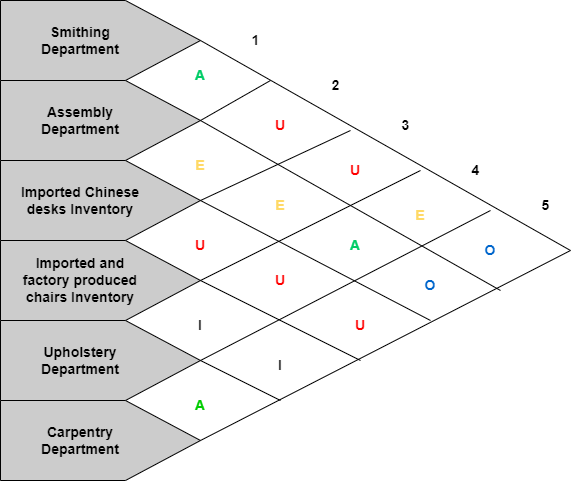 Smithing
Department
1
A
2
Assembly
Department
U
3
E
U
4
Imported Chinese
desks Inventory
E
E
5
U
A
O
Imported and
factory produced
chairs Inventory
U
O
I
U
Upholstery
Department
I
A
Carpentry
Department